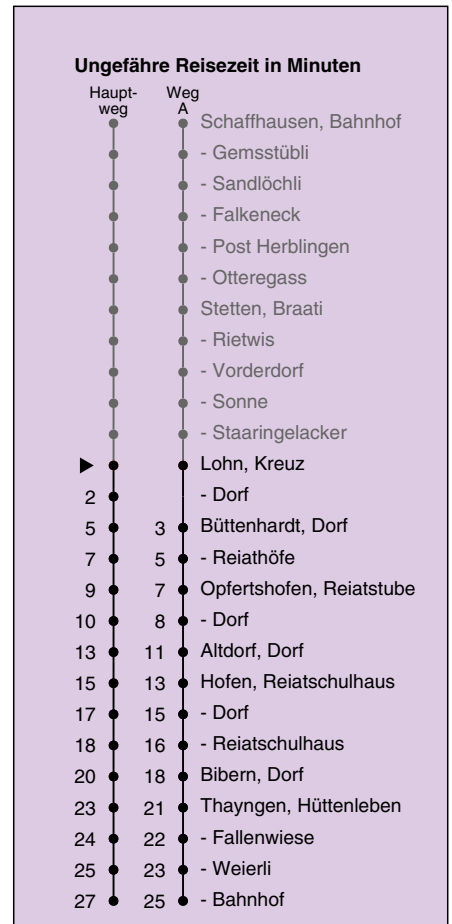 Ungefähre Reisezeit in Minuten
Haupt- Weg
weg A
Schaffhausen, Bahnhof
- Gemsstübli
- Sandlöchli
- Falkeneck
- Post Herblingen
- Otteregass
Stetten, Braati
- Rietwis
- Vorderdorf
- Sonne
- Staaringelacker
Lohn, Kreuz
2 - Dorf
5 3 Büttenhardt, Dorf
7 5 - Reiathöfe
9 7 Opfertshofen, Reiatstube
10 8 - Dorf
13 11 Altdorf, Dorf
15 13 Hofen, Reiatschulhaus
17 15 - Dorf
18 16 - Reiatschulhaus
20 18 Bibern, Dorf
23 21 Thayngen, Hüttenleben
24 22 - Fallenwiese
25 23 - Weierli
27 25 - Bahnhof